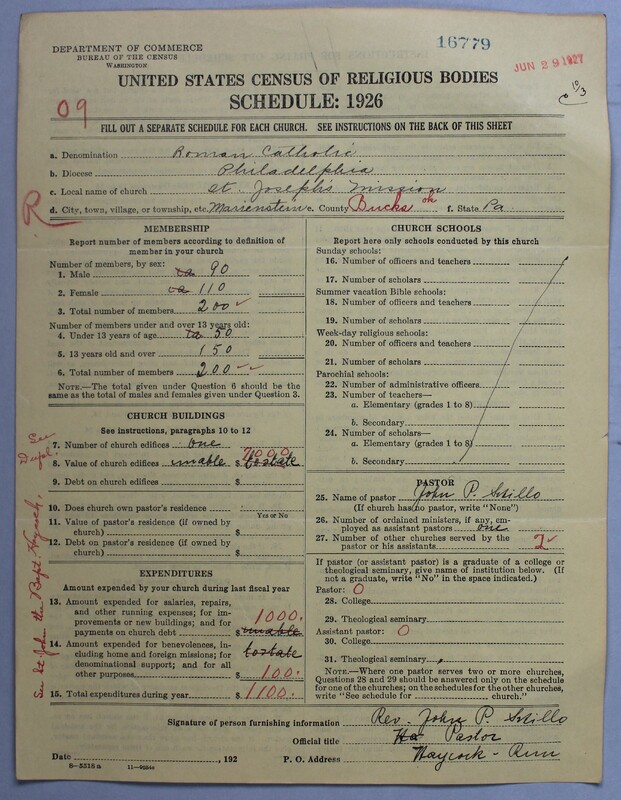 16779
DEPARTMENT OF COMMERCE
BUREAU OF THE CENSUS
WASHINGTON
JUN 29 1927
UNITED STATES CENSUS OF RELIGIOUS BODIES
SCHEDULE: 1926
09
FILL OUT A SEPARATE SCHEDULE FOR EACH CHURCH. SEE INSTRUCTIONS ON THE BACK OF THIS SHEET
a. Denomination Roman Catholic
b. Diocese Philadelphia
c. Local name of church St. Joseph's Mission
d. City, town, village, or township, etc. Marienstein e. County Bucks ok f. State Pa
R
MEMBERSHIP
Report number of members according to definition of
member in your church
Number of members, by sex:
1. Male ca 90
2. Female ca 110
3. Total number of members 200
Number of members under and over 13 years old:
4. Under 13 years of age ca 50
5. 13 years old and over 150
6. Total number of members 200
NOTE.—The total given under Question 6 should be
the same as the total of males and females given under Question 3.
CHURCH BUILDINGS
See instructions, paragraphs 10 to 12
7. Number of church edifices one
8. Value of church edifices unable $ to state 7000
9. Debt on church edifices $
10. Does church own pastor's residence
Yes or No
11. Value of pastor's residence (if owned by
church) $
12. Debt on pastor's residence (if owned by
church) $
EXPENDITURES
Amount expended by your church during last fiscal year
13. Amount expended for salaries, repairs,
and other running expenses; for im-
provements or new buildings; and for
payments on church debt $ unable 1000.
14. Amount expended for benevolences, in-
cluding home and foreign missions; for
denominational support; and for all
other purposes $ to state 100.
15. Total expenditures during year $ 1100.
See St John the Bapt. Haycock,
See
CHURCH SCHOOLS
Report here only schools conducted by this church
Sunday schools:
16. Number of officers and teachers
17. Number of scholars
Summer vacation Bible schools:
18. Number of officers and teachers
19. Number of scholars
Week-day religious schools:
20. Number of officers and teachers
21. Number of scholars
Parochial schools:
22. Number of administrative officers
23. Number of teachers—
a. Elementary (grades 1 to 8)
b. Secondary
24. Number of scholars—
a. Elementary (grades 1 to 8)
b. Secondary
PASTOR
25. Name of pastor John P. Sitillo
(If church has no pastor, write "None")
26. Number of ordained ministers, if any, em-
ployed as assistant pastors one
27. Number of other churches served by the
pastor or his assistants 2
If pastor (or assistant pastor) is a graduate of a college or
theological seminary, give name of institution below. (If
not a graduate, write "No" in the space indicated.)
Pastor: O
28. College
29. Theological seminary
Assistant pastor: O
30. College
31. Theological seminary
NOTE.—Where one pastor serves two or more churches,
Questions 28 and 29 should be answered only on the schedule
for one of the churches; on the schedules for the other churches,
write "See schedule for church."
Signature of person furnishing information Rev. John P. Sitillo
Official title Pastor
Date , 192 P. O. Address Haycock - Run
8-5518 a 11-9034a